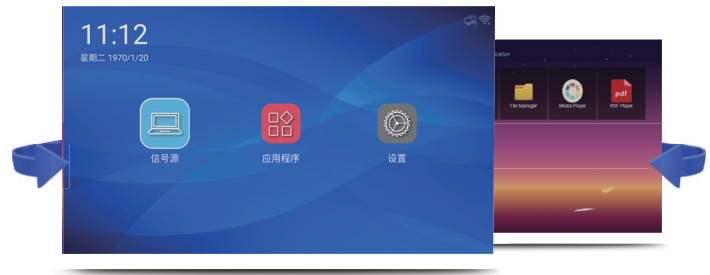 11:12
星期二 1970/1/20
信号源
应用程序
设置
cation
File Manager
Media Player
pdf
PDF Player